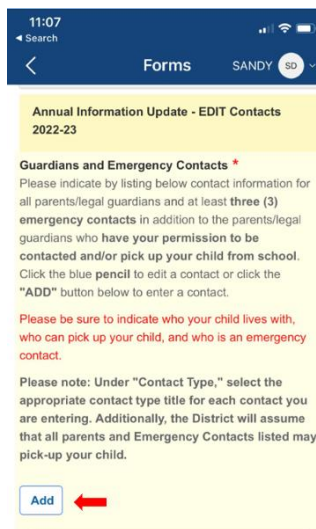 11:07
Search
Forms
SANDY SD
Annual Information Update - EDIT Contacts
2022-23
Guardians and Emergency Contacts *
Please indicate by listing below contact information for
all parents/legal guardians and at least three (3)
emergency contacts in addition to the parents/legal
guardians who have your permission to be
contacted and/or pick up your child from school.
Click the blue pencil to edit a contact or click the
"ADD" button below to enter a contact.
Please be sure to indicate who your child lives with,
who can pick up your child, and who is an emergency
contact.
Please note: Under "Contact Type," select the
appropriate contact type title for each contact you
are entering. Additionally, the District will assume
that all parents and Emergency Contacts listed may
pick-up your child.
Add